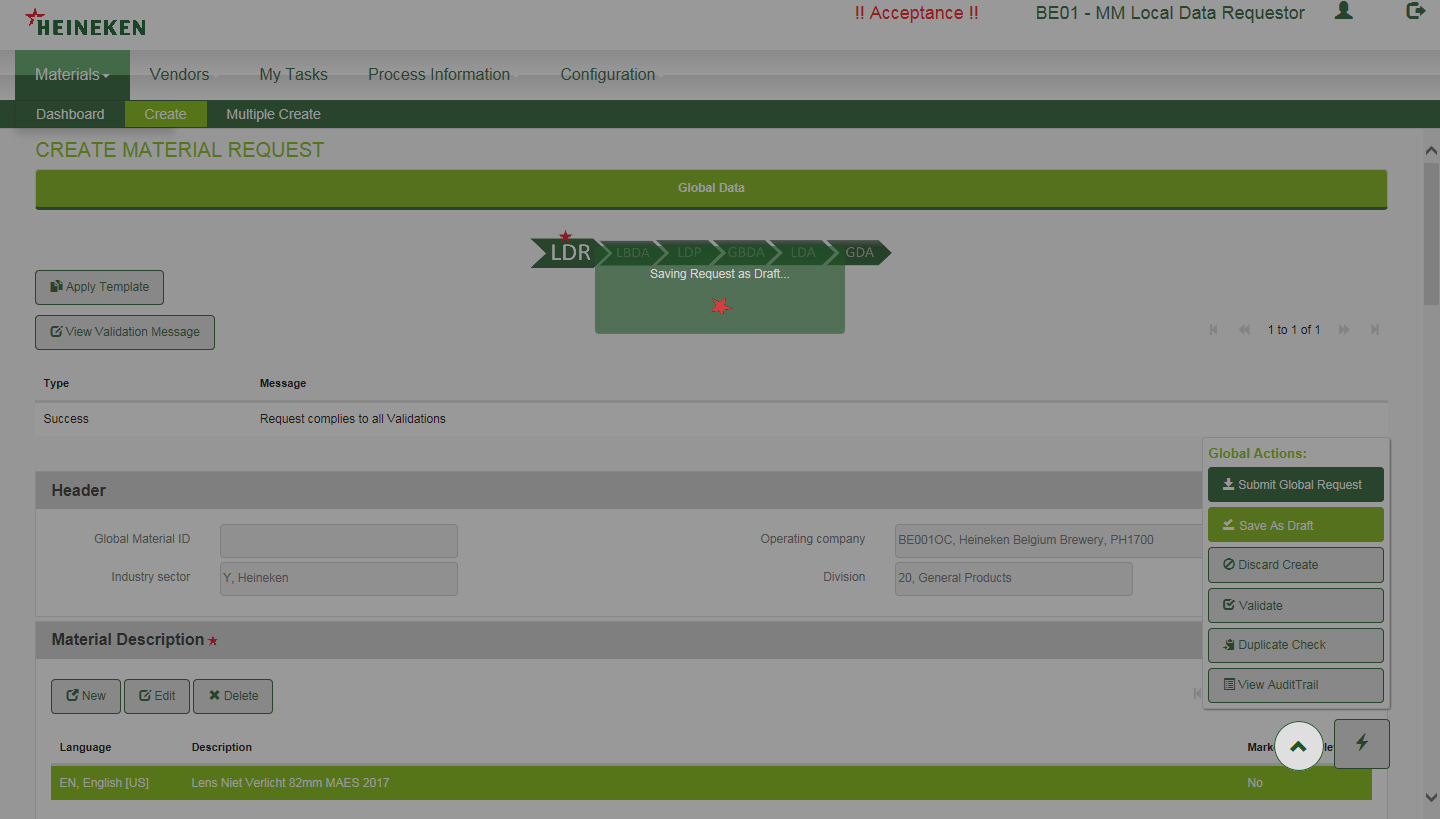 HEINEKEN
!! Acceptance !!
BE01 - MM Local Data Requestor
Materials
Vendors
My Tasks
Process Information
Configuration
Dashboard
Create
Multiple Create
CREATE MATERIAL REQUEST
Global Data
LDR
LBDA
LDP
GBDA
LDA
GDA
Saving Request as Draft...
Apply Template
View Validation Message
1 to 1 of 1
Type
Message
Success
Request complies to all Validations
Global Actions:
Submit Global Request
Save As Draft
Discard Create
Validate
Duplicate Check
View AuditTrail
Header
Global Material ID
Operating company
BE001OC, Heineken Belgium Brewery, PH1700
Industry sector
Y, Heineken
Division
20, General Products
Material Description
New
Edit
Delete
Language
Description
EN, English [US]
Lens Niet Verlicht 82mm MAES 2017
No